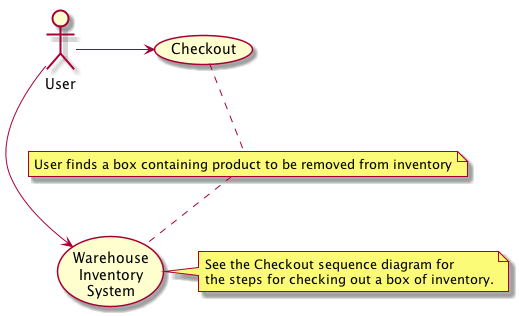 Checkout
User
User finds a box containing product to be removed from inventory
Warehouse
Inventory
System
See the Checkout sequence diagram for
the steps for checking out a box of inventory.